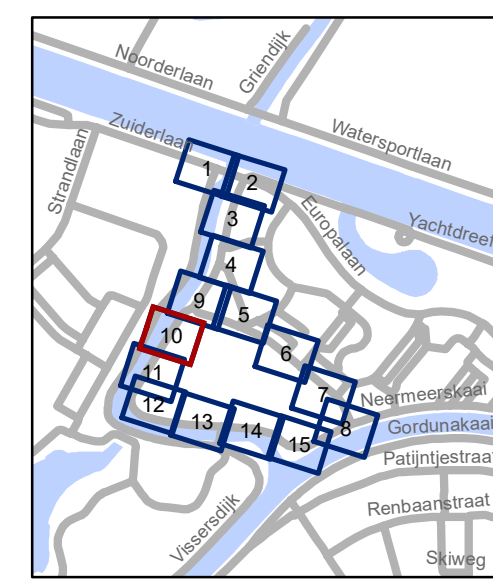 Noorderlaan
Griendijk
Zuiderlaan
Watersportlaan
Strandlaan
Europalaan
Yachtdreef
1
2
3
4
9
5
10
6
11
7
12
13
14
15
8
Neermeerskaai
Gordunakaai
Patijntjestraat
Vissersdijk
Renbaanstraat
Skiweg